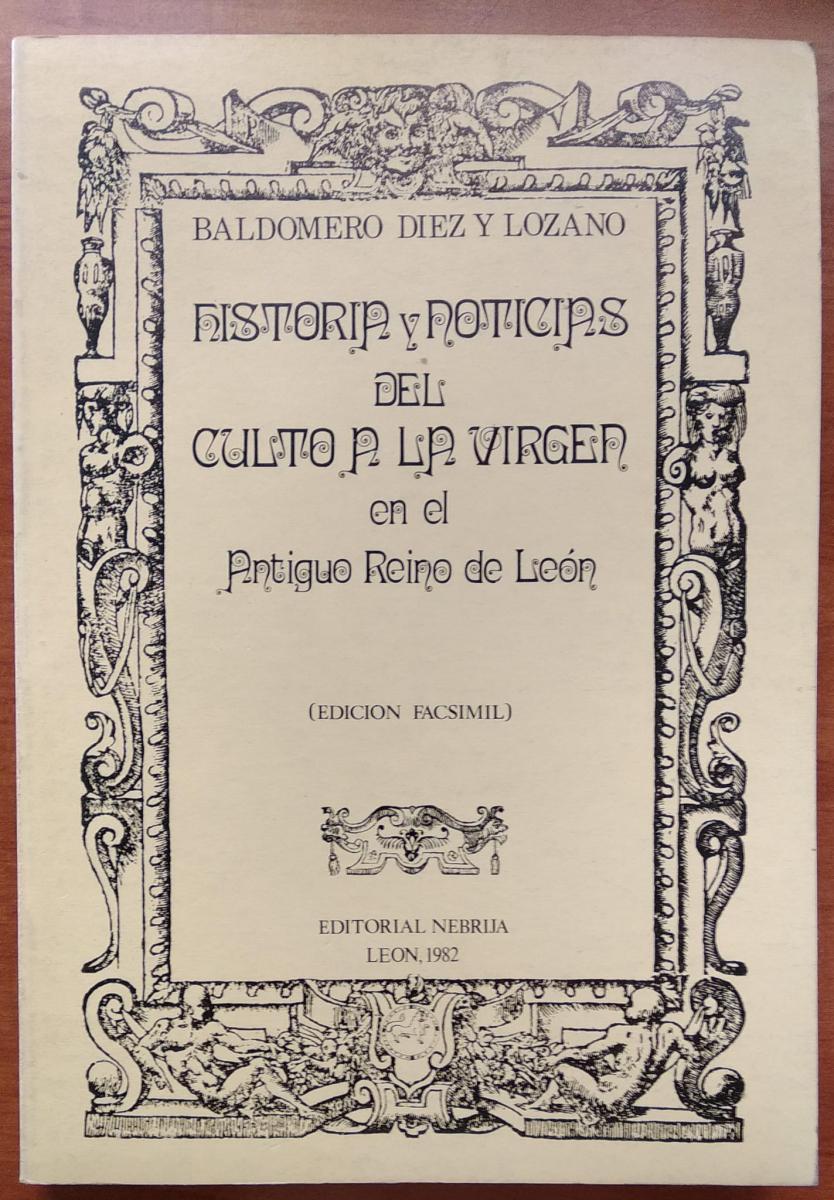 BALDOMERO DIEZ Y LOZANO
HISTORIA y NOTICIAS
DEL
CULTO A LA VIRGEN
en el
Antiguo Reino de León
(EDICION FACSIMIL)
EDITORIAL NEBRIJA
LEON, 1982